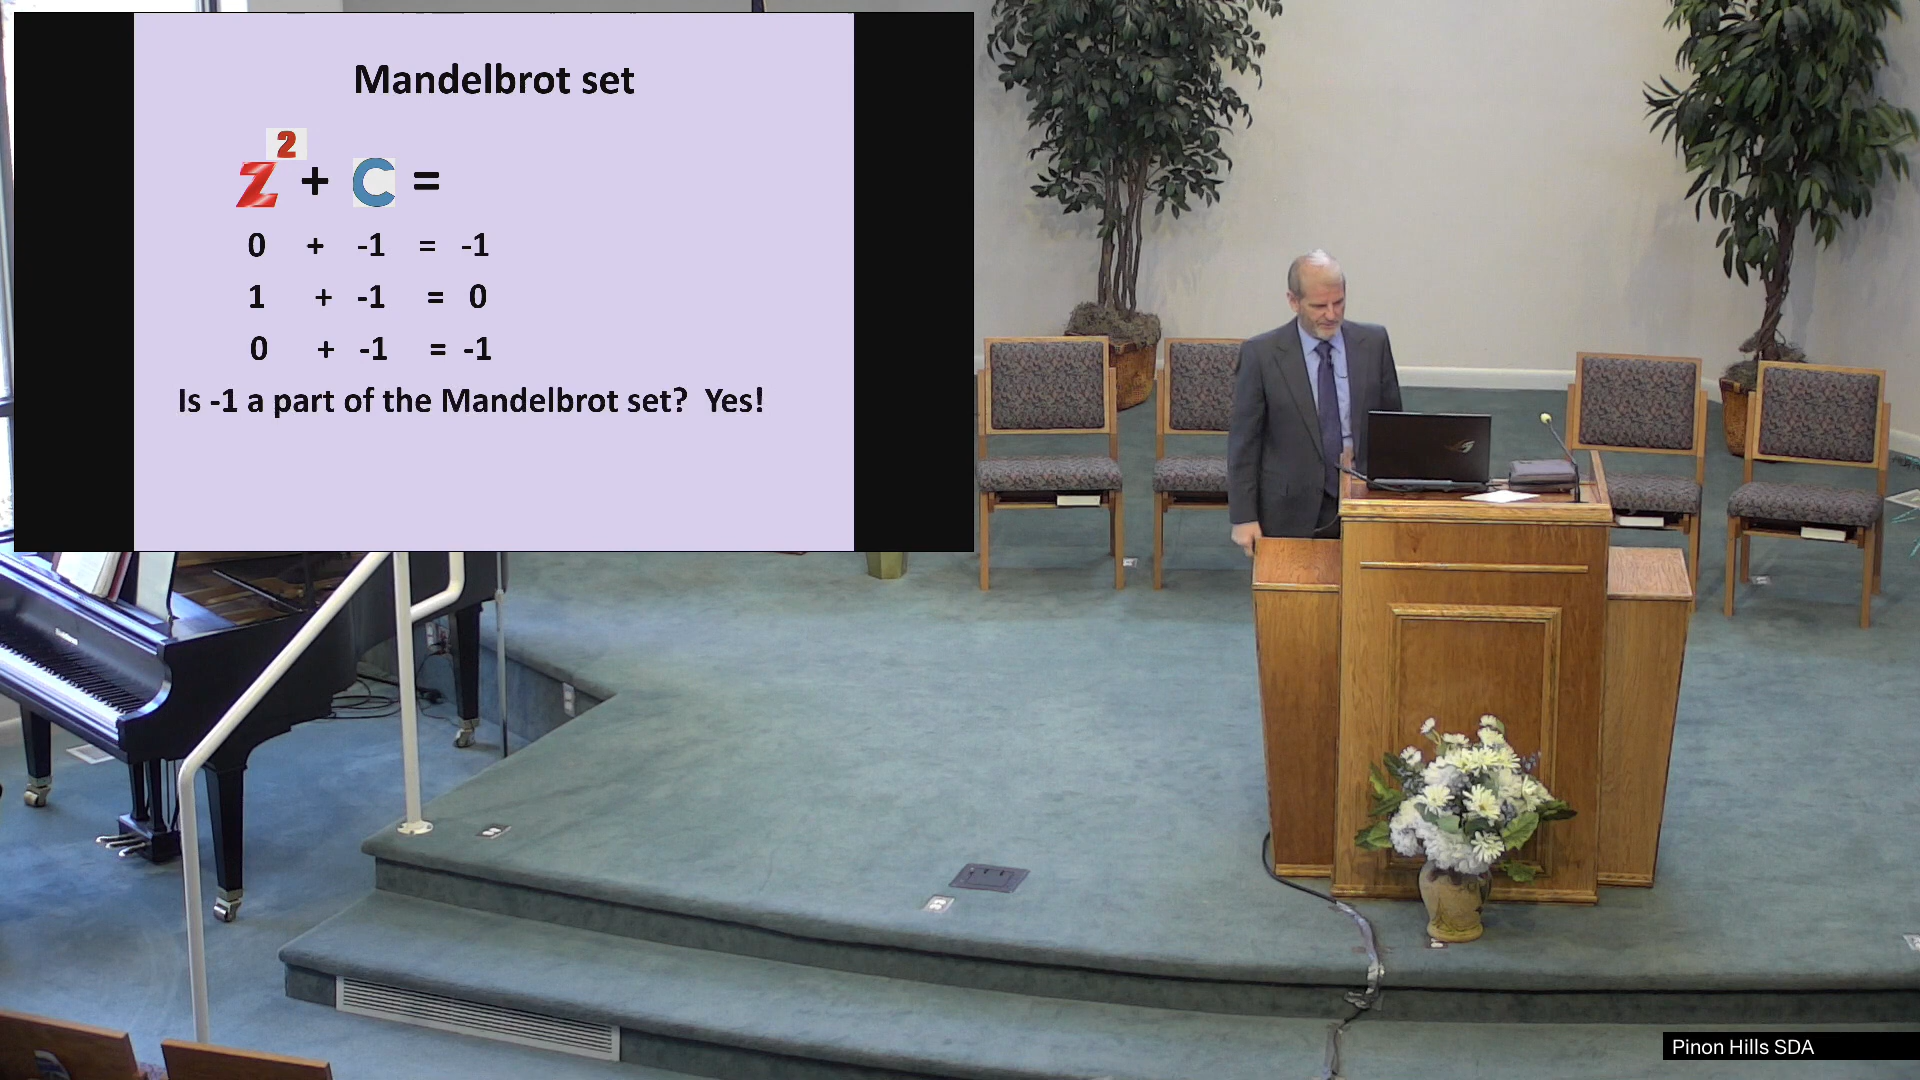 Mandelbrot set
z² + c =
0 + -1 = -1
1 + -1 = 0
0 + -1 = -1
Is -1 a part of the Mandelbrot set? Yes!
Pinon Hills SDA